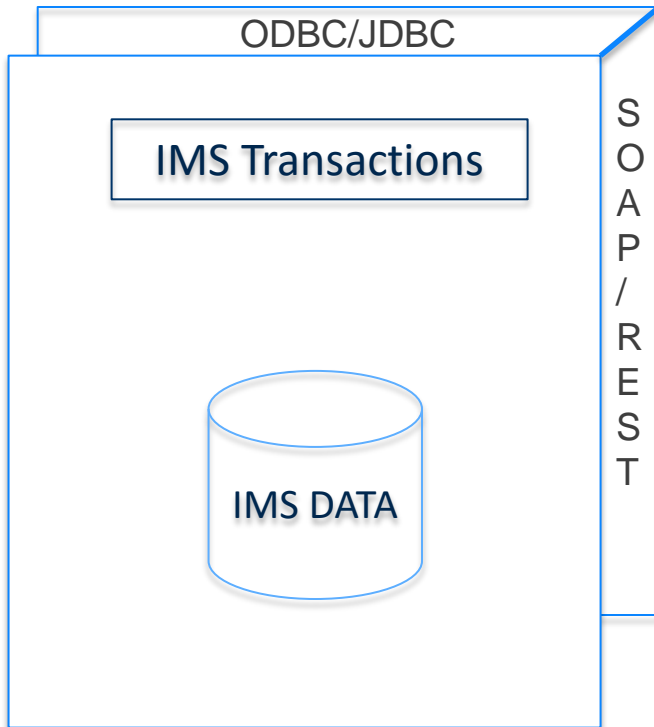 ODBC/JDBC
IMS Transactions
S
O
A
P
/
R
E
S
T
IMS DATA